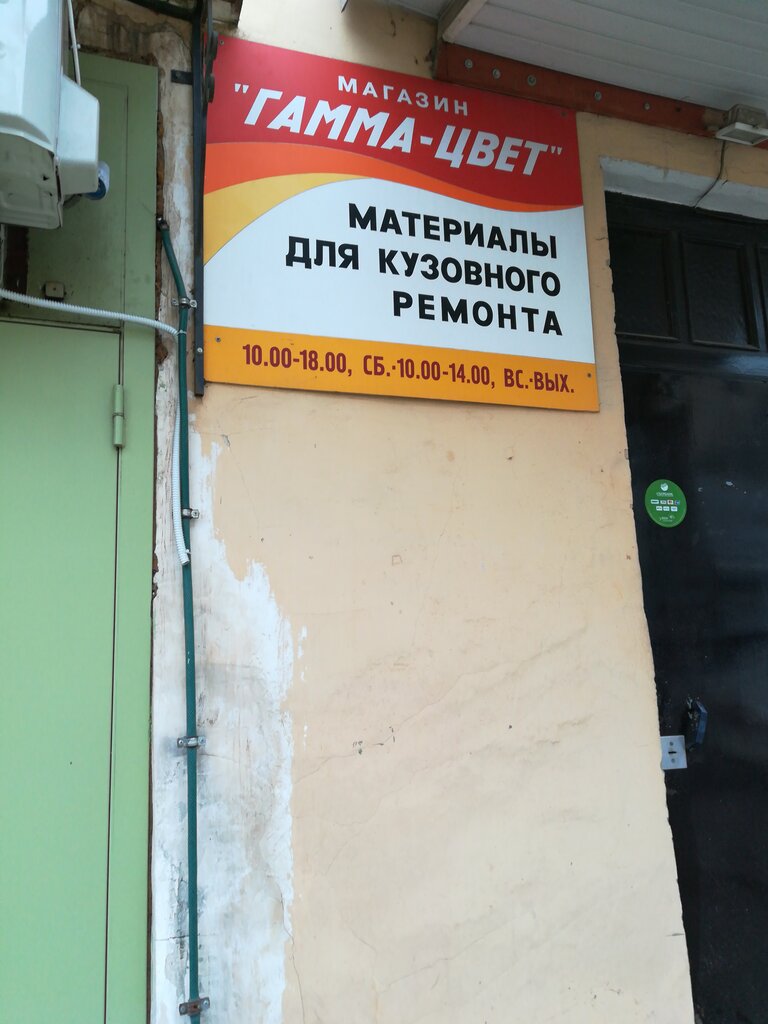 МАГАЗИН
"ГАММА-ЦВЕТ"
МАТЕРИАЛЫ
ДЛЯ КУЗОВНОГО
РЕМОНТА
10.00-18.00, СБ.-10.00-14.00, ВС.-ВЫХ.